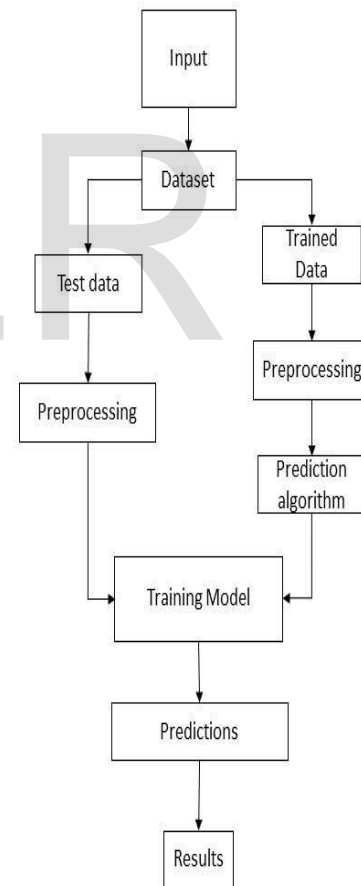 Input
Dataset
Test data
Trained
Data
Preprocessing
Preprocessing
Prediction
algorithm
Training Model
Predictions
Results
R